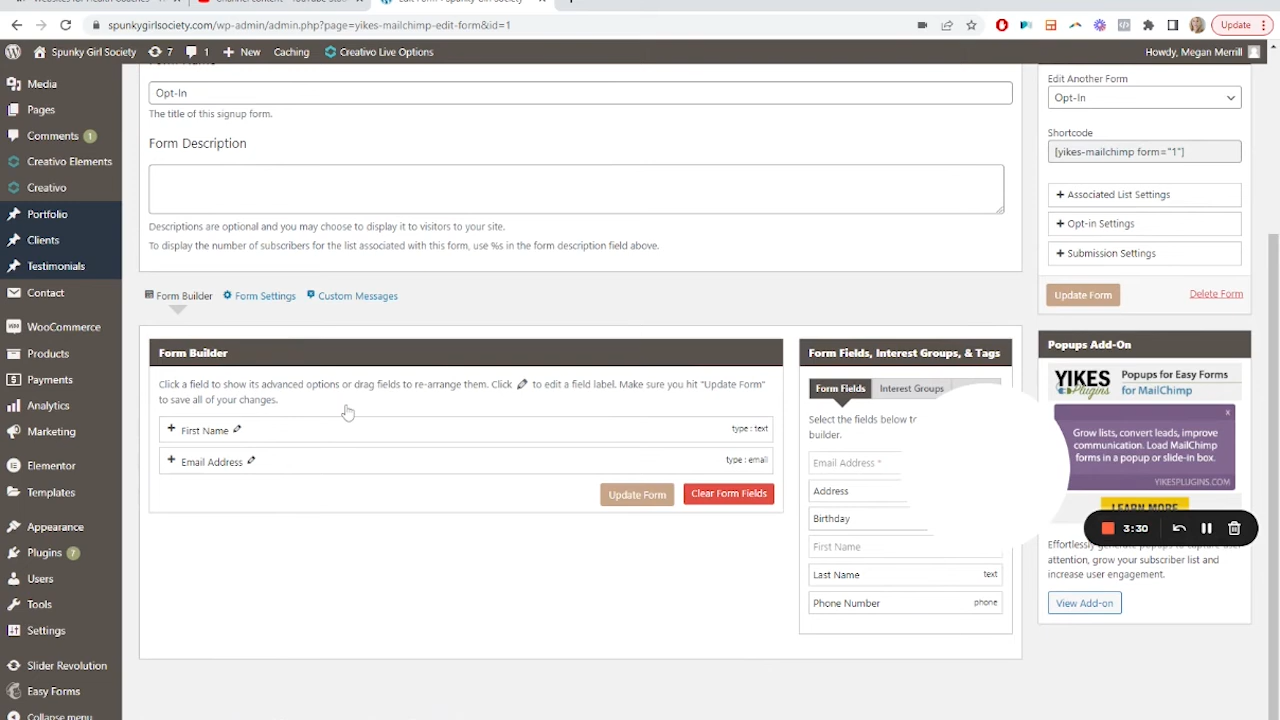 spunkygirlsociety.com/wp-admin/admin.php?page=yikes-mailchimp-edit-form&id=1
Update
Spunky Girl Society
7
1
New
Caching
Creativo Live Options
Howdy, Megan Merrill
Media
Pages
Comments 1
Creativo Elements
Creativo
Portfolio
Clients
Testimonials
Contact
WooCommerce
Products
Payments
Analytics
Marketing
Elementor
Templates
Appearance
Plugins 7
Users
Tools
Settings
Slider Revolution
Easy Forms
Collapse menu
Opt-In
The title of this signup form.
Form Description
Descriptions are optional and you may choose to display it to visitors to your site.
To display the number of subscribers for the list associated with this form, use %s in the form description field above.
Form Builder
Form Settings
Custom Messages
Form Builder
Click a field to show its advanced options or drag fields to re-arrange them. Click to edit a field label. Make sure you hit "Update Form"
to save all of your changes.
First Name
type : text
Email Address
type : email
Update Form
Clear Form Fields
Form Fields, Interest Groups, & Tags
Form Fields
Interest Groups
Select the fields below
builder.
Email Address *
Address
Birthday
First Name
Last Name
text
Phone Number
phone
Edit Another Form
Opt-In
Shortcode
[yikes-mailchimp form="1"]
+ Associated List Settings
+ Opt-in Settings
+ Submission Settings
Update Form
Delete Form
Popups Add-On
YIKES
Plugins
Popups for Easy Forms
for MailChimp
x
Grow lists, convert leads, improve
communication. Load MailChimp
forms in a popup or slide-in box.
YIKESPLUGINS.COM
LEARN MORE
3:30
attention, grow your subscriber list and
increase user engagement.
View Add-on